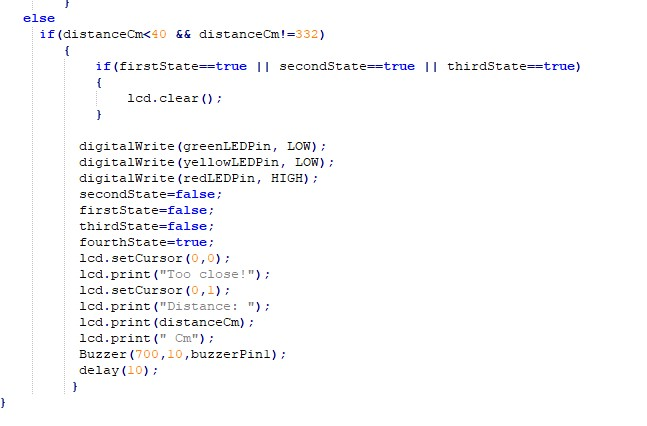 }
else
if(distanceCm<40 && distanceCm!=332)
{
if(firstState==true || secondState==true || thirdState==true)
{
lcd.clear();
}
digitalWrite(greenLEDPin, LOW);
digitalWrite(yellowLEDPin, LOW);
digitalWrite(redLEDPin, HIGH);
secondState=false;
firstState=false;
thirdState=false;
fourthState=true;
lcd.setCursor(0,0);
lcd.print("Too close!");
lcd.setCursor(0,1);
lcd.print("Distance: ");
lcd.print(distanceCm);
lcd.print(" Cm");
Buzzer(700,10,buzzerPin1);
delay(10);
}
}